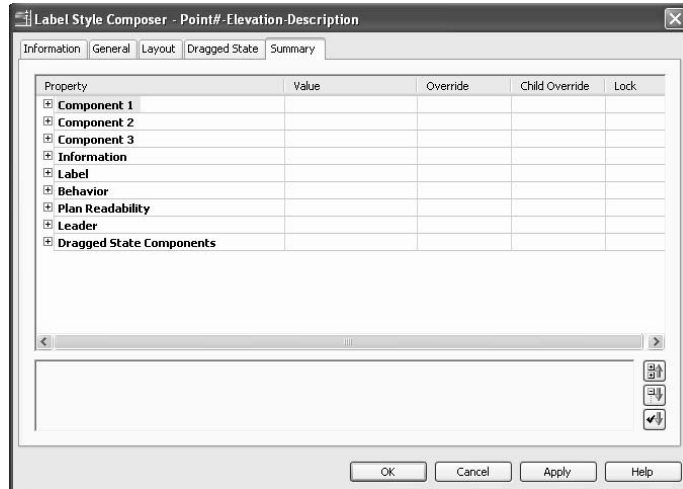 Label Style Composer - Point#-Elevation-Description
Information General Layout Dragged State Summary
Property Value Override Child Override Lock
Component 1
Component 2
Component 3
Information
Label
Behavior
Plan Readability
Leader
Dragged State Components
OK Cancel Apply Help